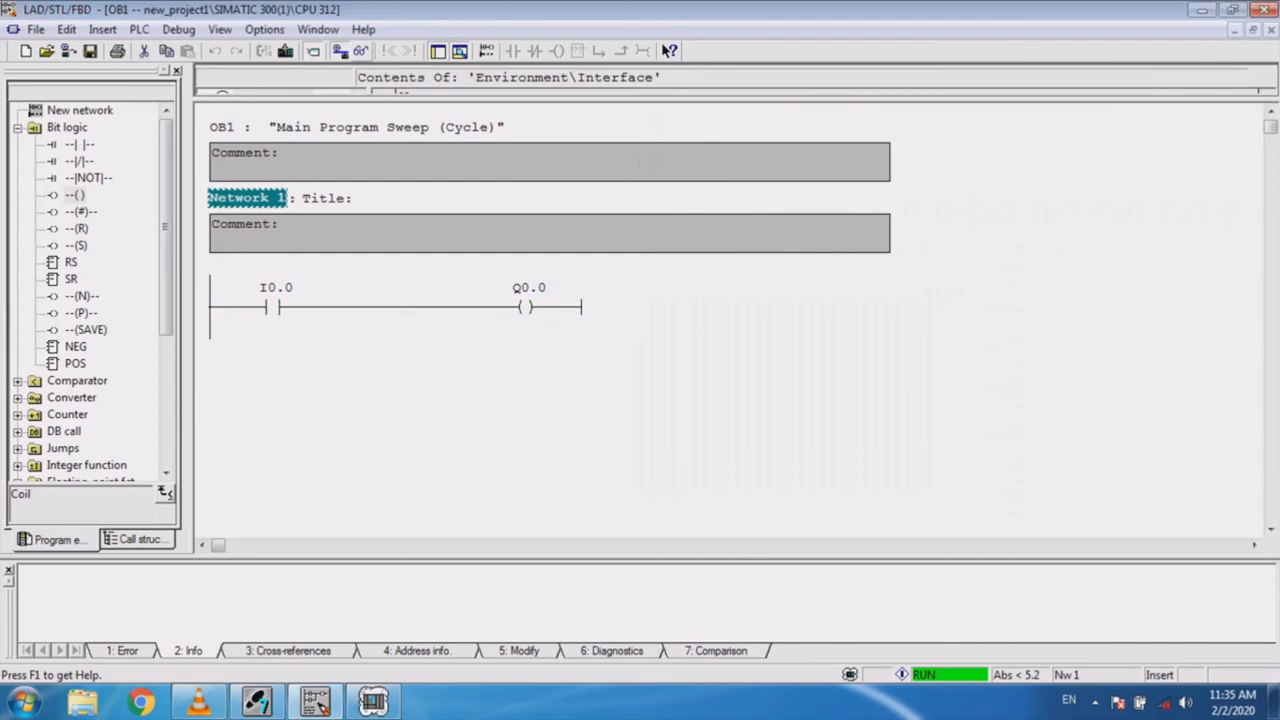 LAD/STL/FBD - [OB1 -- new_project1\SIMATIC 300(1)\CPU 312]
File Edit Insert PLC Debug View Options Window Help
Contents Of: 'Environment\Interface'
New network
Bit logic
--| |--
--|/|--
--|NOT|--
--( )
--(#)--
--(R)
--(S)
RS
SR
--(N)--
--(P)--
--(SAVE)
NEG
POS
Comparator
Converter
Counter
DB call
Jumps
Integer function
Coil
Program e... Call struc...
OB1 : "Main Program Sweep (Cycle)"
Comment:
Network 1: Title:
Comment:
I0.0 Q0.0
1: Error 2: Info 3: Cross-references 4: Address info. 5: Modify 6: Diagnostics 7: Comparison
Press F1 to get Help. RUN Abs < 5.2 Nw 1 Insert
EN 11:35 AM
2/2/2020